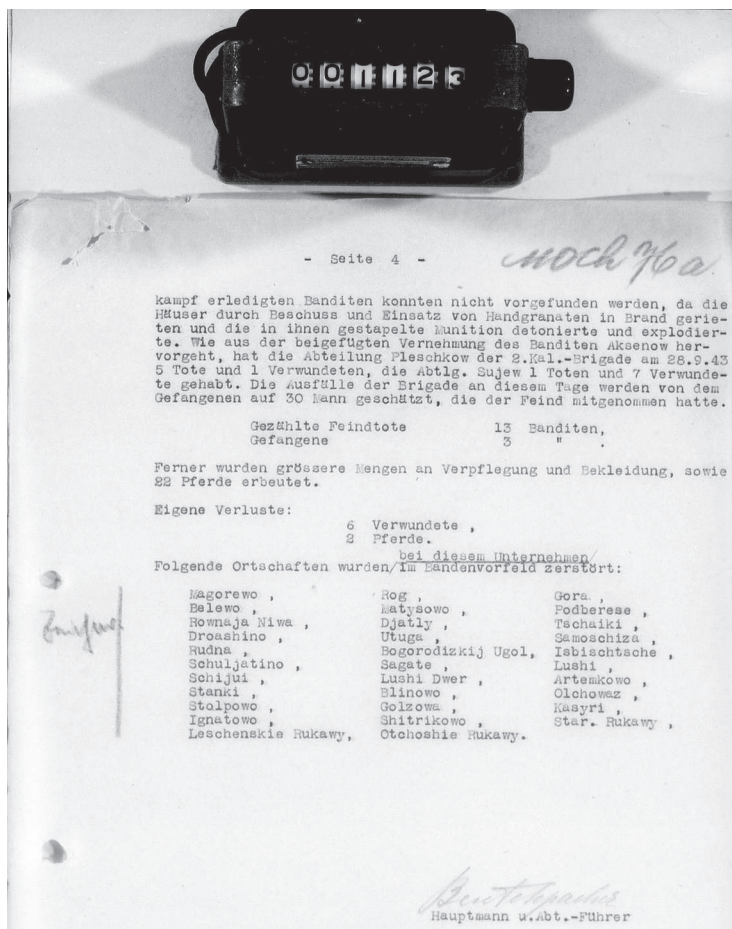 001123
- Seite 4 -
noch 76 a
kampf erledigten Banditen konnten nicht vorgefunden werden, da die
Häuser durch Beschuss und Einsatz von Handgranaten in Brand gerie-
ten und die in ihnen gestapelte Munition detonierte und explodier-
te. Wie aus der beigefügten Vernehmung des Banditen Aksenow her-
vorgeht, hat die Abteilung Pleschkow der 2.Kal.-Brigade am 28.9.43
5 Tote und 1 Verwundeten, die Abtlg. Sujew 1 Toten und 7 Verwunde-
te gehabt. Die Ausfälle der Brigade an diesem Tage werden von dem
Gefangenen auf 30 Mann geschätzt, die der Feind mitgenommen hatte.
Gezählte Feindtote 13 Banditen,
Gefangene 3 " .
Ferner wurden grössere Mengen an Verpflegung und Bekleidung, sowie
22 Pferde erbeutet.
Eigene Verluste:
6 Verwundete ,
2 Pferde.
bei diesem Unternehmen/
Folgende Ortschaften wurden/im Bandenvorfeld zerstört:
Magorewo , Rog , Gora ,
Belewo , Matysowo , Podberese ,
Rownaja Niwa , Djatly , Tschaiki ,
Droashino , Utuga , Samoschiza ,
Rudna , Bogorodizkij Ugol, Isbischtsche ,
Schuljatino , Sagate , Lushi ,
Schijui , Lushi Dwer , Artemkowo ,
Stanki , Blinowo , Olchowaz ,
Stolpowo , Golzowa , Kasyri ,
Ignatowo , Shitrikowo , Star. Rukawy ,
Leschenskie Rukawy, Otchoshie Rukawy.
Hauptmann u.Abt.-Führer